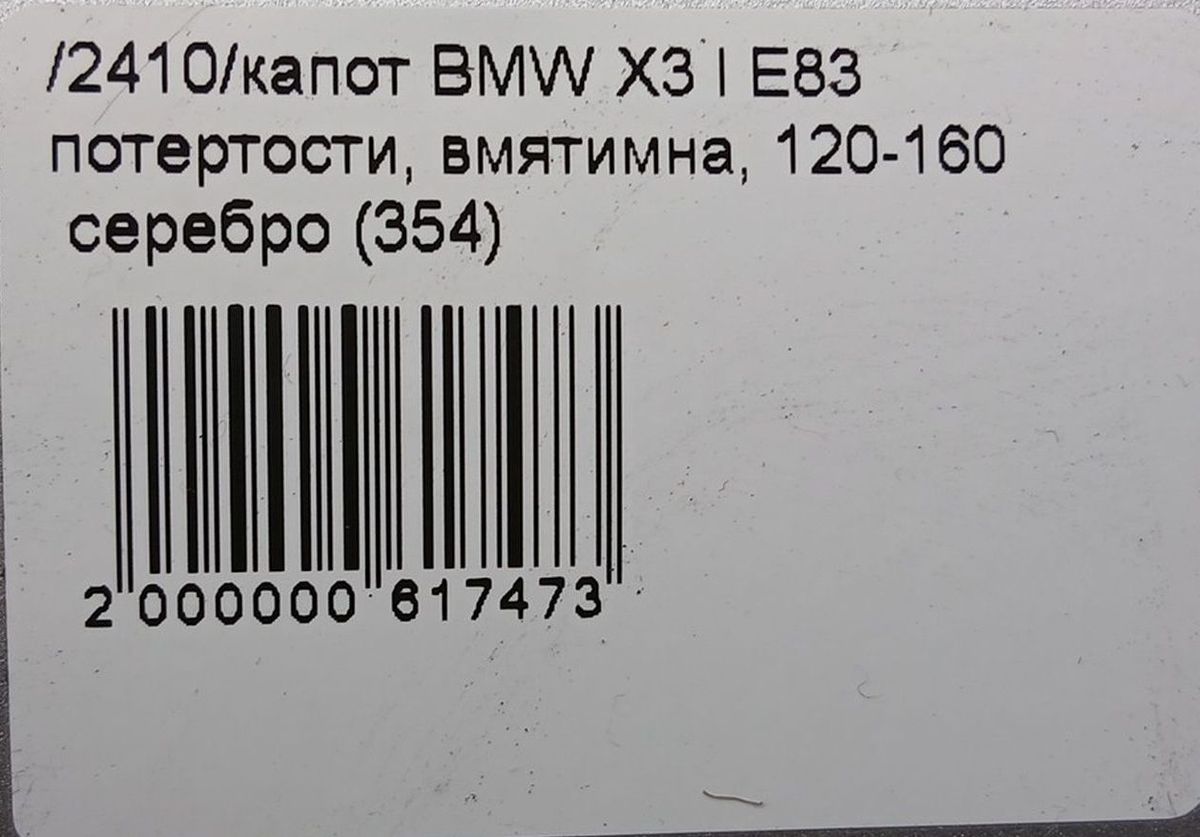 /2410/капот BMW X3 I E83
потертости, вмятимна, 120-160
серебро (354)
2 000000 617473